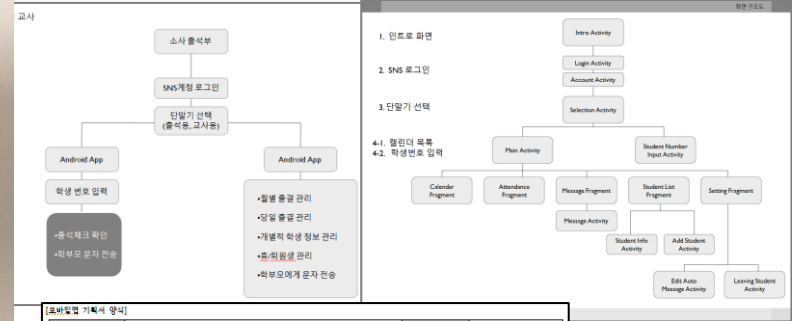 교사
소사 출석부
SNS계정 로그인
단말기 선택
(출석용, 교사용)
Android App
학생 번호 입력
•출석체크 확인
•학부모 문자 전송
Android App
•월별 출결 관리
•당일 출결 관리
•개별적 학생 정보 관리
•휴/퇴원생 관리
•학부모에게 문자 전송
화면 구조도
1. 인트로 화면
2. SNS 로그인
3. 단말기 선택
4-1. 캘린더 목록
4-2. 학생번호 입력
Intro Activity
Login Activity
Account Activity
Selection Activity
Main Activity
Student Number
Input Activity
Calendar
Fragment
Attendence
Fragment
Message Fragment
Student List
Fragment
Setting Fragment
Message Activity
Student Info
Activity
Add Student
Activity
Edit Auto
Message Activity
Leaving Student
Activity
[모바일앱 기획서 양식]